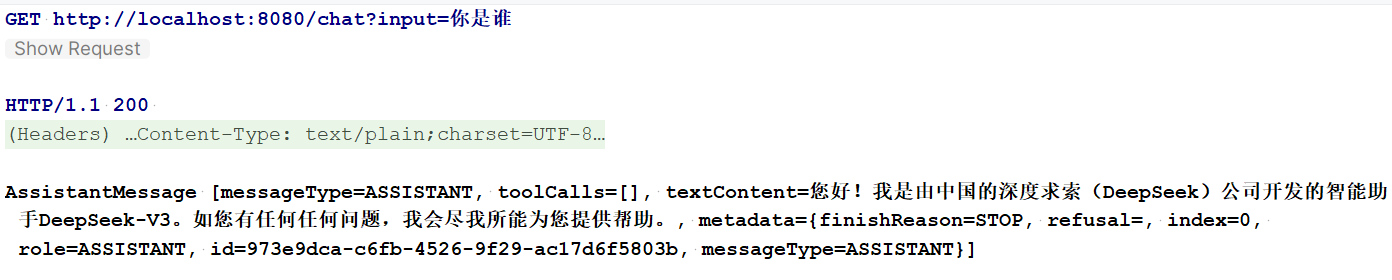 GET http://localhost:8080/chat?input=你是谁
Show Request
HTTP/1.1 200
(Headers) …Content-Type: text/plain;charset=UTF-8…
AssistantMessage [messageType=ASSISTANT, toolCalls=[], textContent=您好！我是由中国的深度求索（DeepSeek）公司开发的智能助
手DeepSeek-V3。如您有任何任何问题，我会尽我所能为您提供帮助。, metadata={finishReason=STOP, refusal=, index=0,
role=ASSISTANT, id=973e9dca-c6fb-4526-9f29-ac17d6f5803b, messageType=ASSISTANT}]